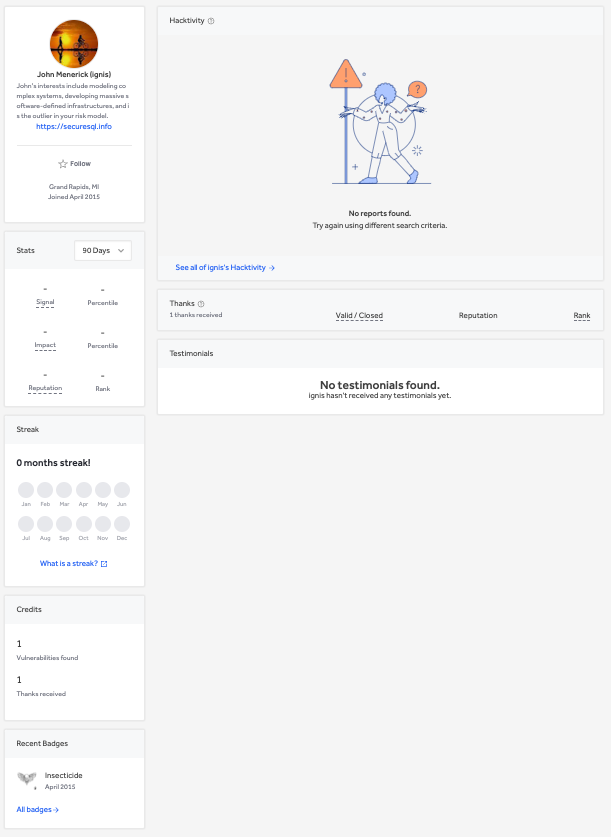 John Menerick (ignis)
John's interests include modeling co
mplex systems, developing massive s
oftware-defined infrastructures, and i
s the outlier in your risk model.
https://securesql.info
Follow
Grand Rapids, MI
Joined April 2015
Stats
90 Days
- -
Signal Percentile
- -
Impact Percentile
- -
Reputation Rank
Streak
0 months streak!
Jan Feb Mar Apr May Jun
Jul Aug Sep Oct Nov Dec
What is a streak?
Credits
1
Vulnerabilities found
1
Thanks received
Recent Badges
Insecticide
April 2015
All badges
Hacktivity
!
?
No reports found.
Try again using different search criteria.
See all of ignis's Hacktivity
Thanks
1 thanks received
Valid / Closed Reputation Rank
Testimonials
No testimonials found.
ignis hasn't received any testimonials yet.